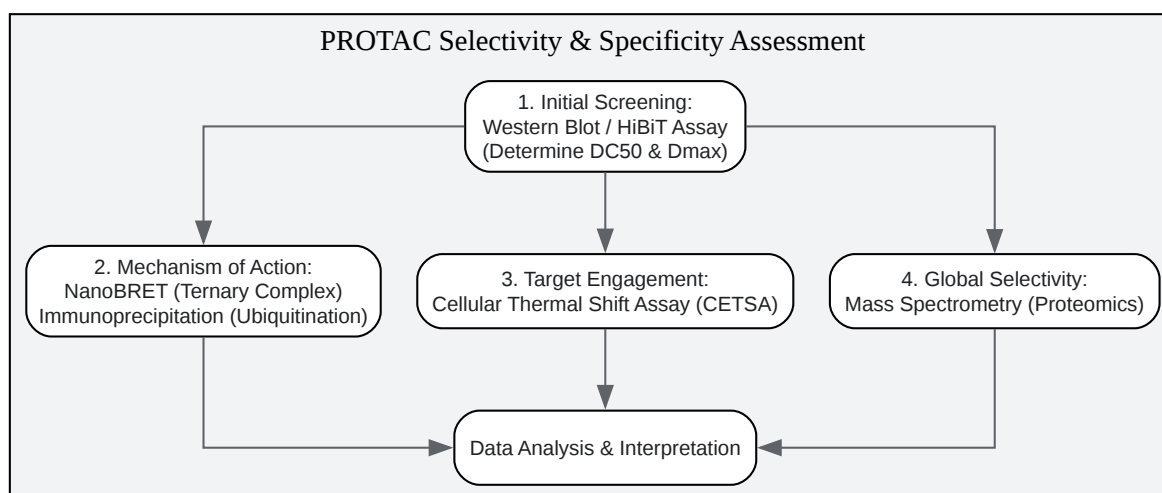 PROTAC Selectivity & Specificity Assessment
1. Initial Screening:
Western Blot / HiBiT Assay
(Determine DC50 & Dmax)
2. Mechanism of Action:
NanoBRET (Ternary Complex)
Immunoprecipitation (Ubiquitination)
3. Target Engagement:
Cellular Thermal Shift Assay (CETSA)
4. Global Selectivity:
Mass Spectrometry (Proteomics)
Data Analysis & Interpretation